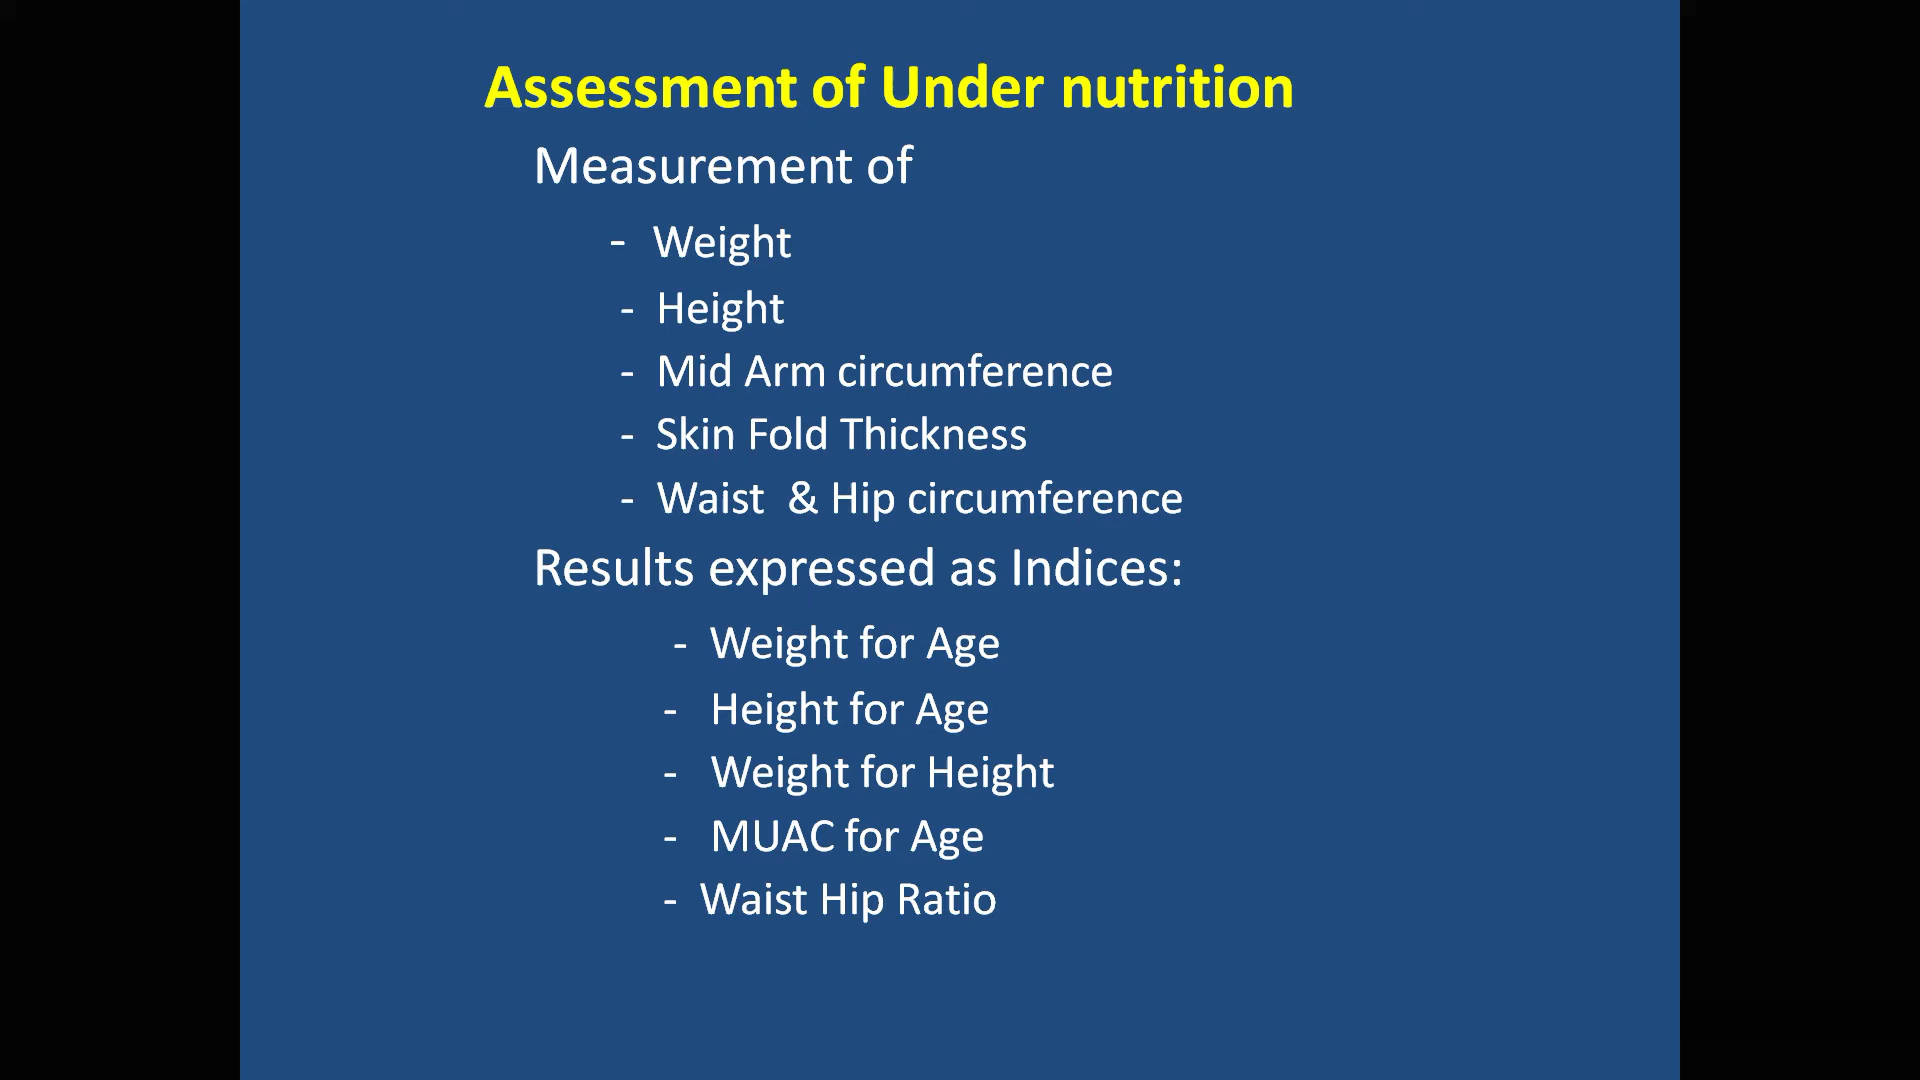 Assessment of Under nutrition
Measurement of
- Weight
- Height
- Mid Arm circumference
- Skin Fold Thickness
- Waist & Hip circumference
Results expressed as Indices:
- Weight for Age
- Height for Age
- Weight for Height
- MUAC for Age
- Waist Hip Ratio